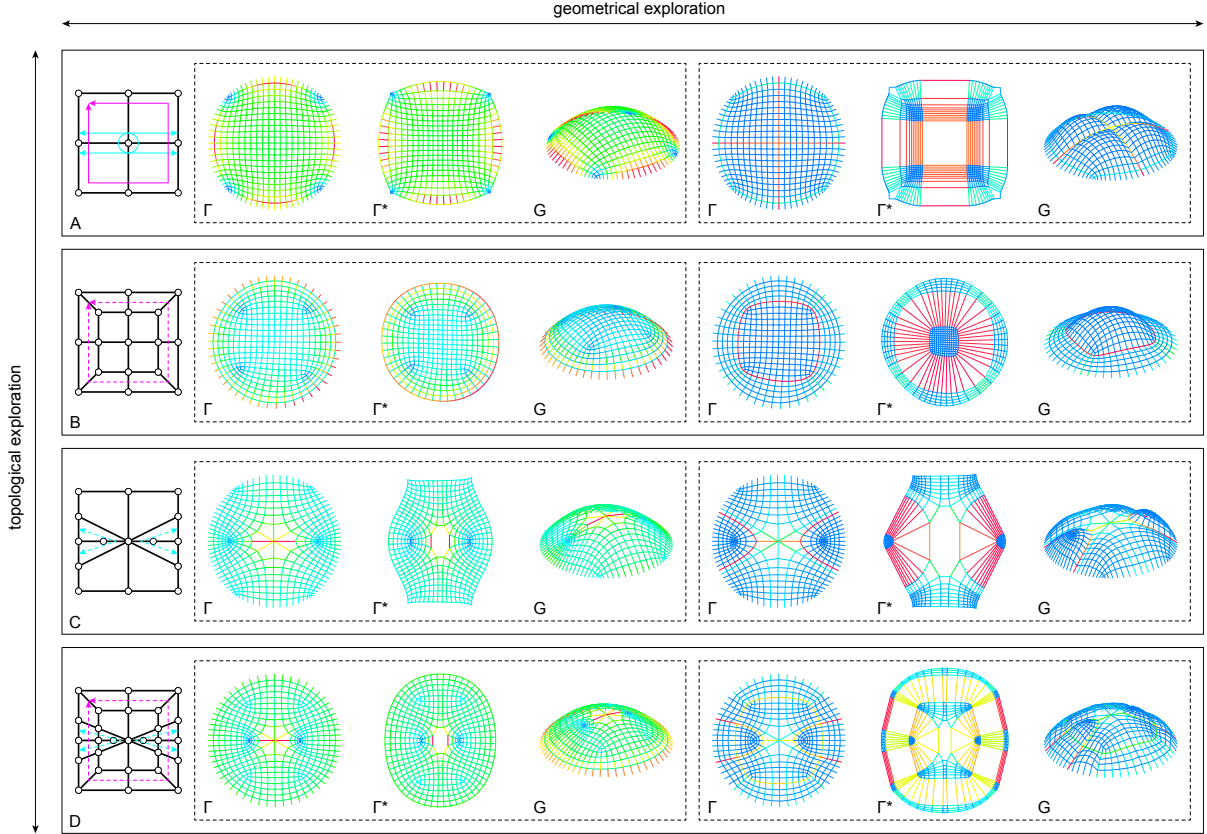 geometrical exploration
topological exploration
Γ Γ* G Γ Γ* G
A
Γ Γ* G Γ Γ* G
B
Γ Γ* G Γ Γ* G
C
Γ Γ* G Γ Γ* G
D